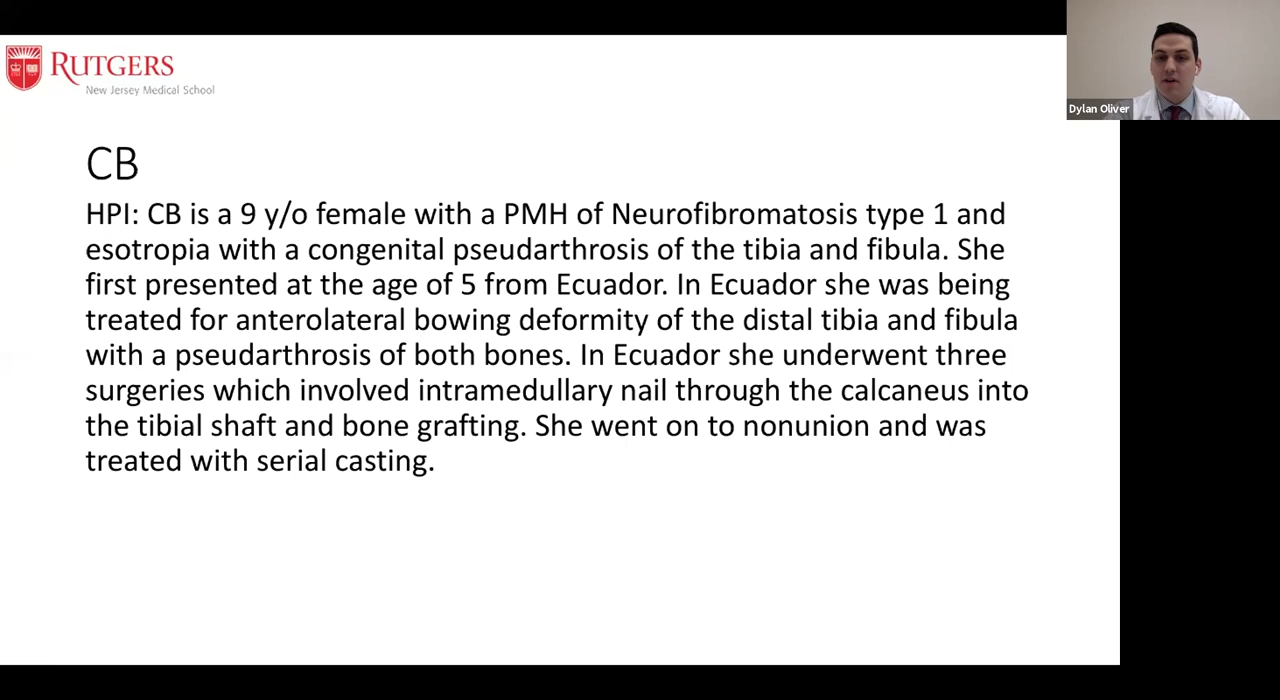 RUTGERS
New Jersey Medical School
Dylan Oliver
CB
HPI: CB is a 9 y/o female with a PMH of Neurofibromatosis type 1 and
esotropia with a congenital pseudarthrosis of the tibia and fibula. She
first presented at the age of 5 from Ecuador. In Ecuador she was being
treated for anterolateral bowing deformity of the distal tibia and fibula
with a pseudarthrosis of both bones. In Ecuador she underwent three
surgeries which involved intramedullary nail through the calcaneus into
the tibial shaft and bone grafting. She went on to nonunion and was
treated with serial casting.